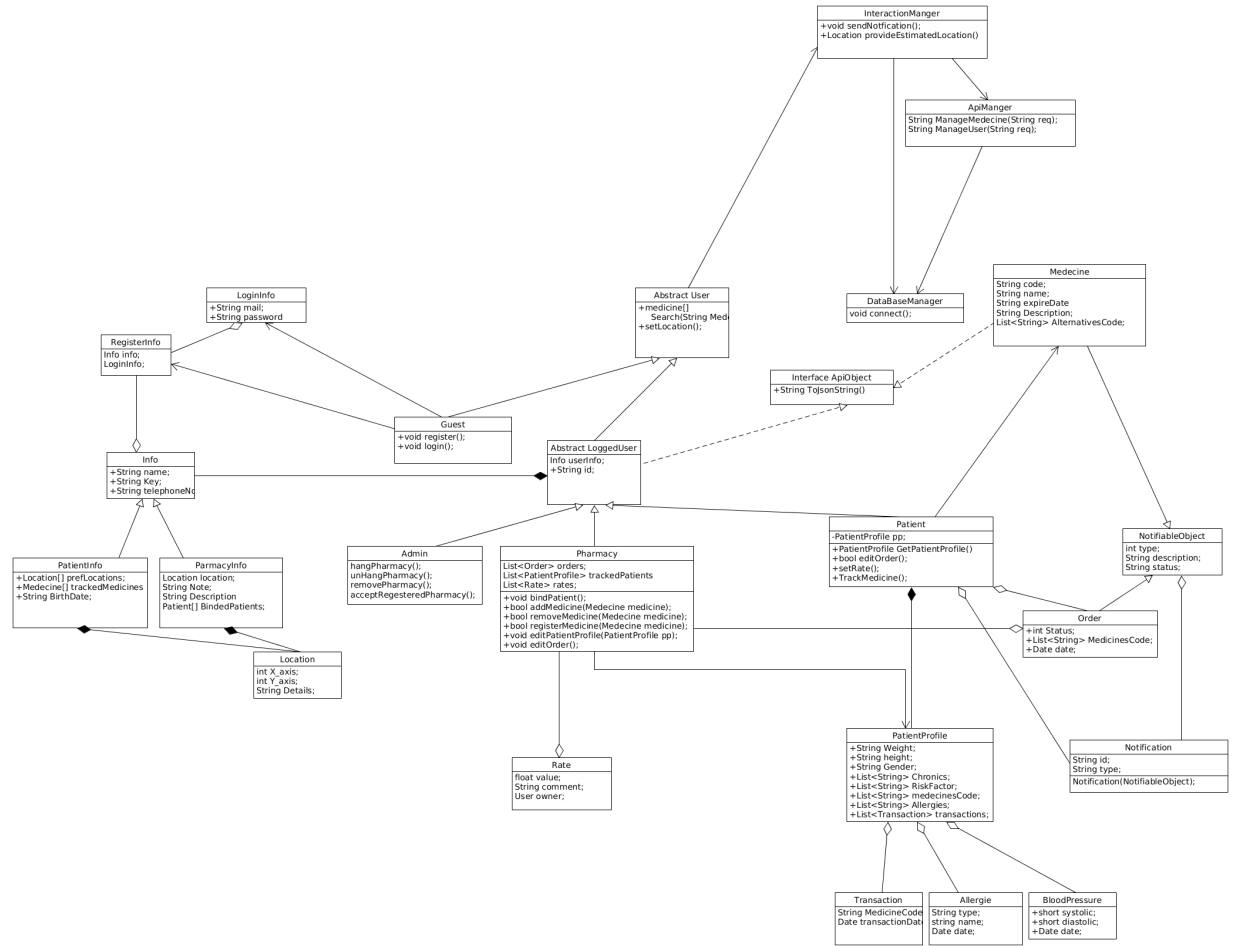 InteractionManger
+void sendNotfication();
+Location provideEstimatedLocation()
ApiManger
String ManageMedecine(String req);
String ManageUser(String req);
LoginInfo
+String mail;
+String password
Abstract User
+medicine[]
Search(String Med
+setLocation();
DataBaseManager
void connect();
Medecine
String code;
String name;
String expireDate
String Description;
List<String> AlternativesCode;
RegisterInfo
Info info;
LoginInfo;
Interface ApiObject
+String ToJsonString()
Guest
+void register();
+void login();
Abstract LoggedUser
Info userInfo;
+String id;
Info
+String name;
+String Key;
+String telephoneNo
PatientInfo
+Location[] prefLocations;
+Medecine[] trackedMedicines
+String BirthDate;
ParmacyInfo
Location location;
String Note;
String Description
Patient[] BindedPatients;
Location
int X_axis;
int Y_axis;
String Details;
Admin
hangPharmacy();
unHangPharmacy();
removePharmacy();
acceptRegesteredPharmacy();
Pharmacy
List<Order> orders;
List<PatientProfile> trackedPatients
List<Rate> rates;
+void bindPatient();
+bool addMedicine(Medecine medicine);
+bool removeMedicine(Medecine medicine);
+bool registerMedicine(Medecine medicine);
+void editPatientProfile(PatientProfile pp);
+void editOrder();
Patient
-PatientProfile pp;
+PatientProfile GetPatientProfile()
+bool editOrder();
+setRate();
+TrackMedicine();
NotifiableObject
int type;
String description;
String status;
Order
+int Status;
+List<String> MedicinesCode;
+Date date;
Rate
float value;
String comment;
User owner;
PatientProfile
+String Weight;
+String height;
+String Gender;
+List<String> Chronics;
+List<String> RiskFactor;
+List<String> medecinesCode;
+List<String> Allergies;
+List<Transaction> transactions;
Notification
String id;
String type;
Notification(NotifiableObject);
Transaction
String MedicineCode
Date transactionDat
Allergie
String type;
string name;
Date date;
BloodPressure
+short systolic;
+short diastolic;
+Date date;